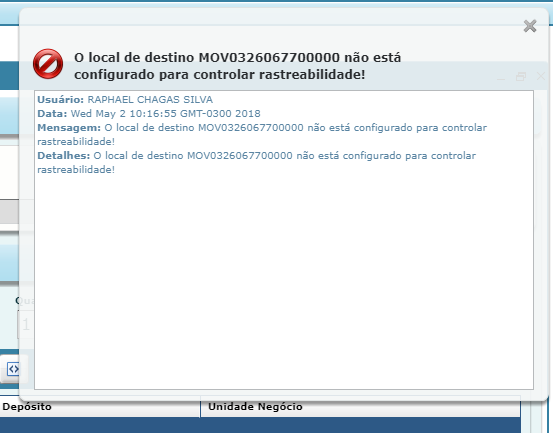 O local de destino MOV0326067700000 não está
configurado para controlar rastreabilidade!
Usuário: RAPHAEL CHAGAS SILVA
Data: Wed May 2 10:16:55 GMT-0300 2018
Mensagem: O local de destino MOV0326067700000 não está configurado para controlar
rastreabilidade!
Detalhes: O local de destino MOV0326067700000 não está configurado para controlar
rastreabilidade!
1
Depósito
Unidade Negócio